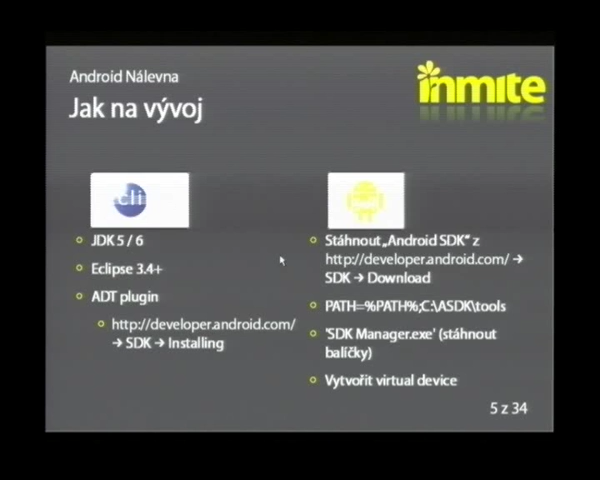 Android Nálevna
Jak na vývoj
inmite
JDK 5 / 6
Eclipse 3.4+
ADT plugin
http://developer.android.com/
→ SDK → Installing
Stáhnout „Android SDK“ z
http://developer.android.com/ →
SDK → Download
PATH=%PATH%;C:\ASDK\tools
'SDK Manager.exe' (stáhnout
balíčky)
Vytvořit virtual device
5 z 34